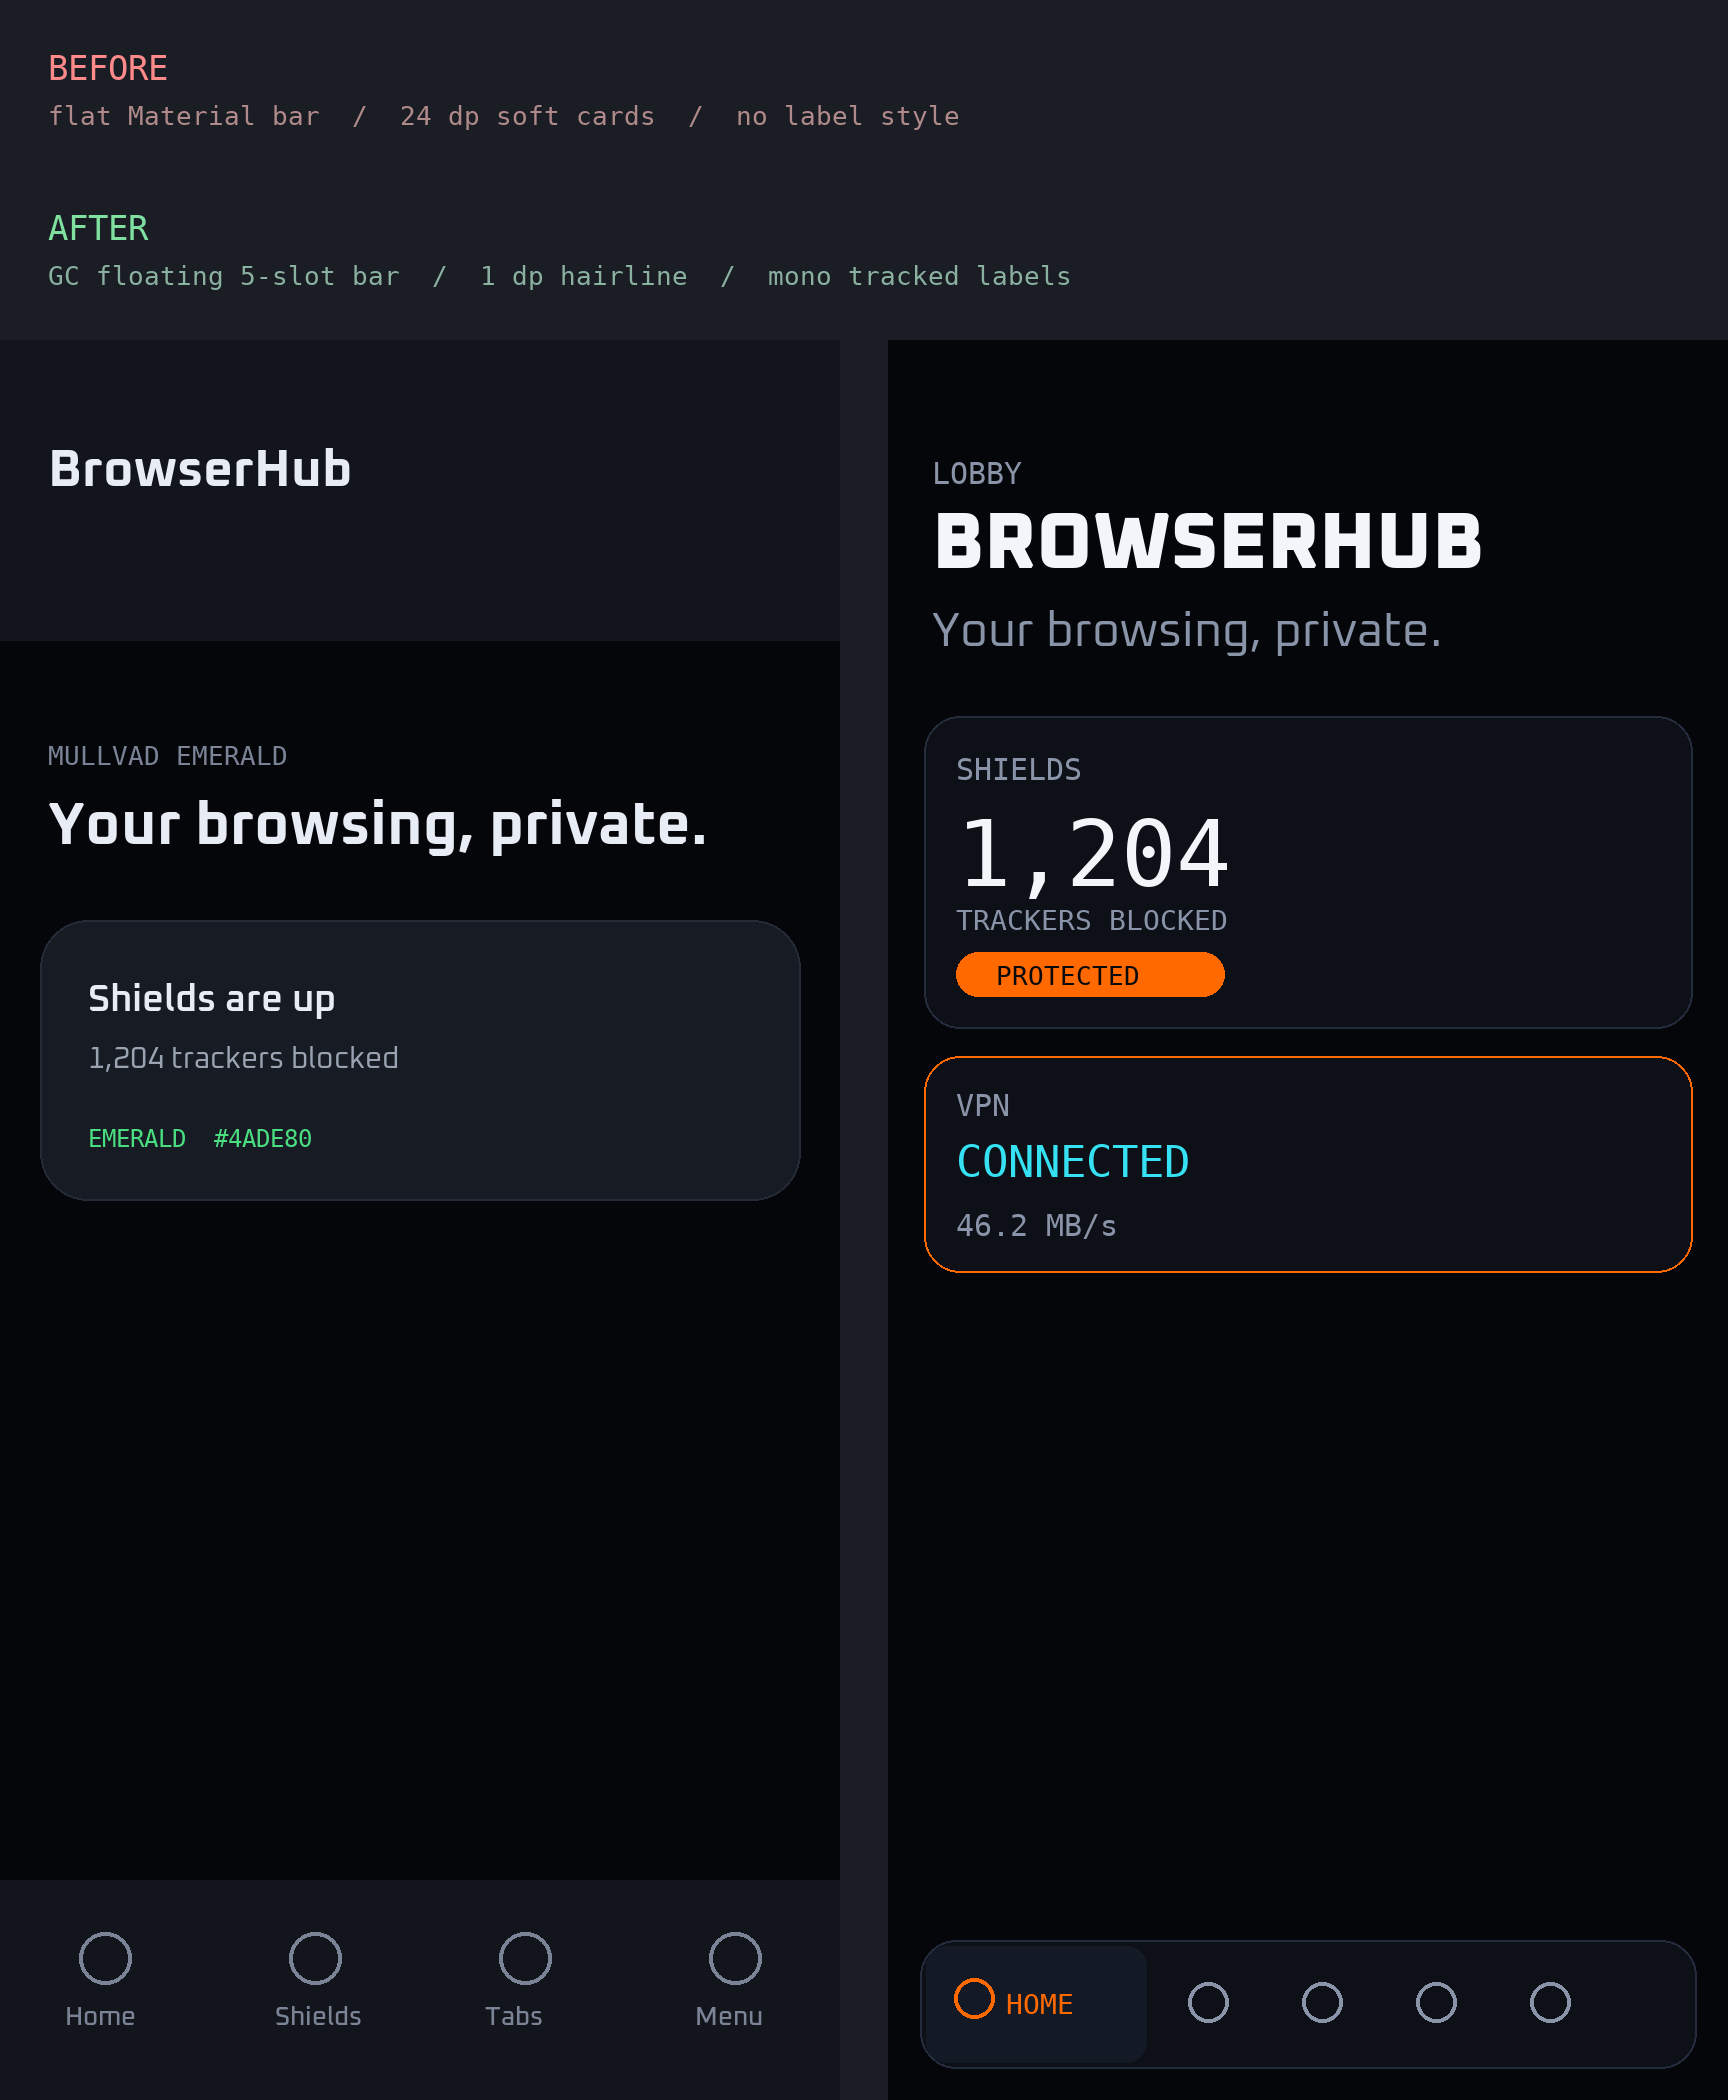 BEFORE
flat Material bar  /  24 dp soft cards  /  no label style
AFTER
GC floating 5-slot bar  /  1 dp hairline  /  mono tracked labels
BrowserHub
MULLVAD EMERALD
Your browsing, private.
Shields are up
1,204 trackers blocked
EMERALD  #4ADE80
Home
Shields
Tabs
Menu
LOBBY
BROWSERHUB
Your browsing, private.
SHIELDS
1,204
TRACKERS BLOCKED
PROTECTED
VPN
CONNECTED
46.2 MB/s
HOME